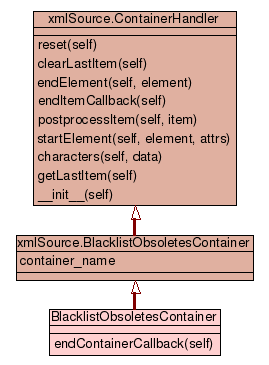 xmlSource.ContainerHandler
reset(self)
clearLastItem(self)
endElement(self, element)
endItemCallback(self)
postprocessItem(self, item)
startElement(self, element, attrs)
characters(self, data)
getLastItem(self)
__init__(self)
xmlSource.BlacklistObsoletesContainer
container_name
BlacklistObsoletesContainer
endContainerCallback(self)